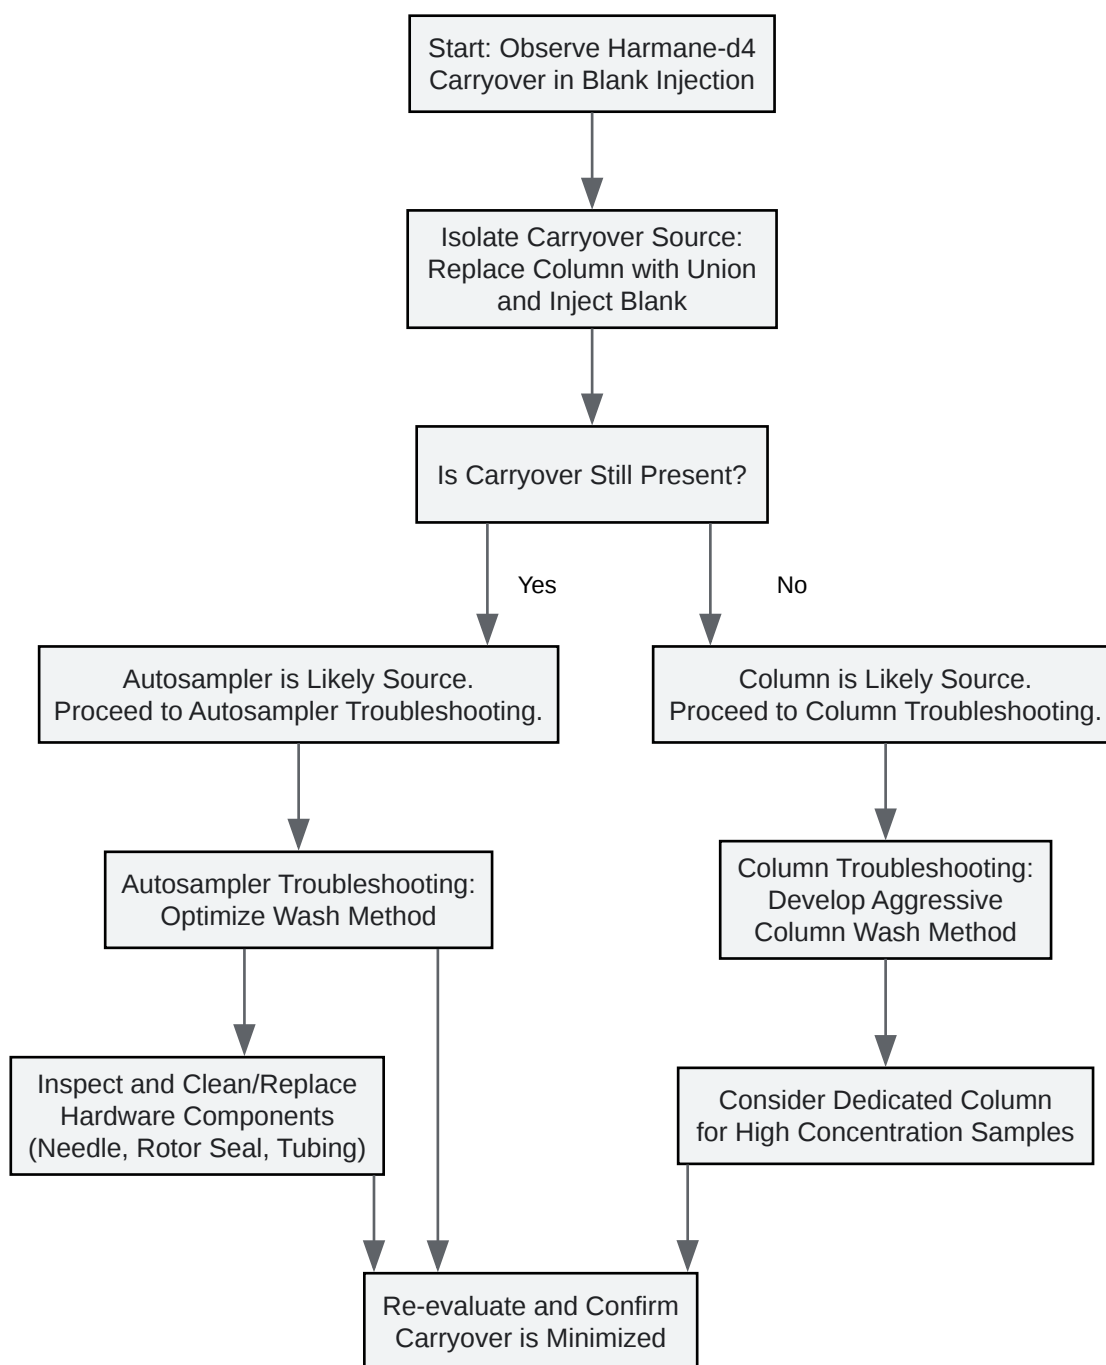 Start: Observe Harmane-d4
Carryover in Blank Injection
Isolate Carryover Source:
Replace Column with Union
and Inject Blank
Is Carryover Still Present?
Yes
No
Autosampler is Likely Source.
Proceed to Autosampler Troubleshooting.
Column is Likely Source.
Proceed to Column Troubleshooting.
Autosampler Troubleshooting:
Optimize Wash Method
Column Troubleshooting:
Develop Aggressive
Column Wash Method
Inspect and Clean/Replace
Hardware Components
(Needle, Rotor Seal, Tubing)
Consider Dedicated Column
for High Concentration Samples
Re-evaluate and Confirm
Carryover is Minimized